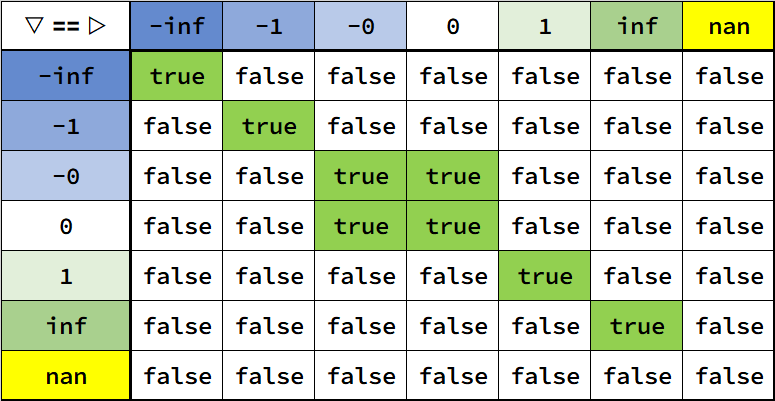 ▽ == ▷ -inf -1 -0 0 1 inf nan
-inf true false false false false false false
-1 false true false false false false false
-0 false false true true false false false
0 false false true true false false false
1 false false false false true false false
inf false false false false false true false
nan false false false false false false false